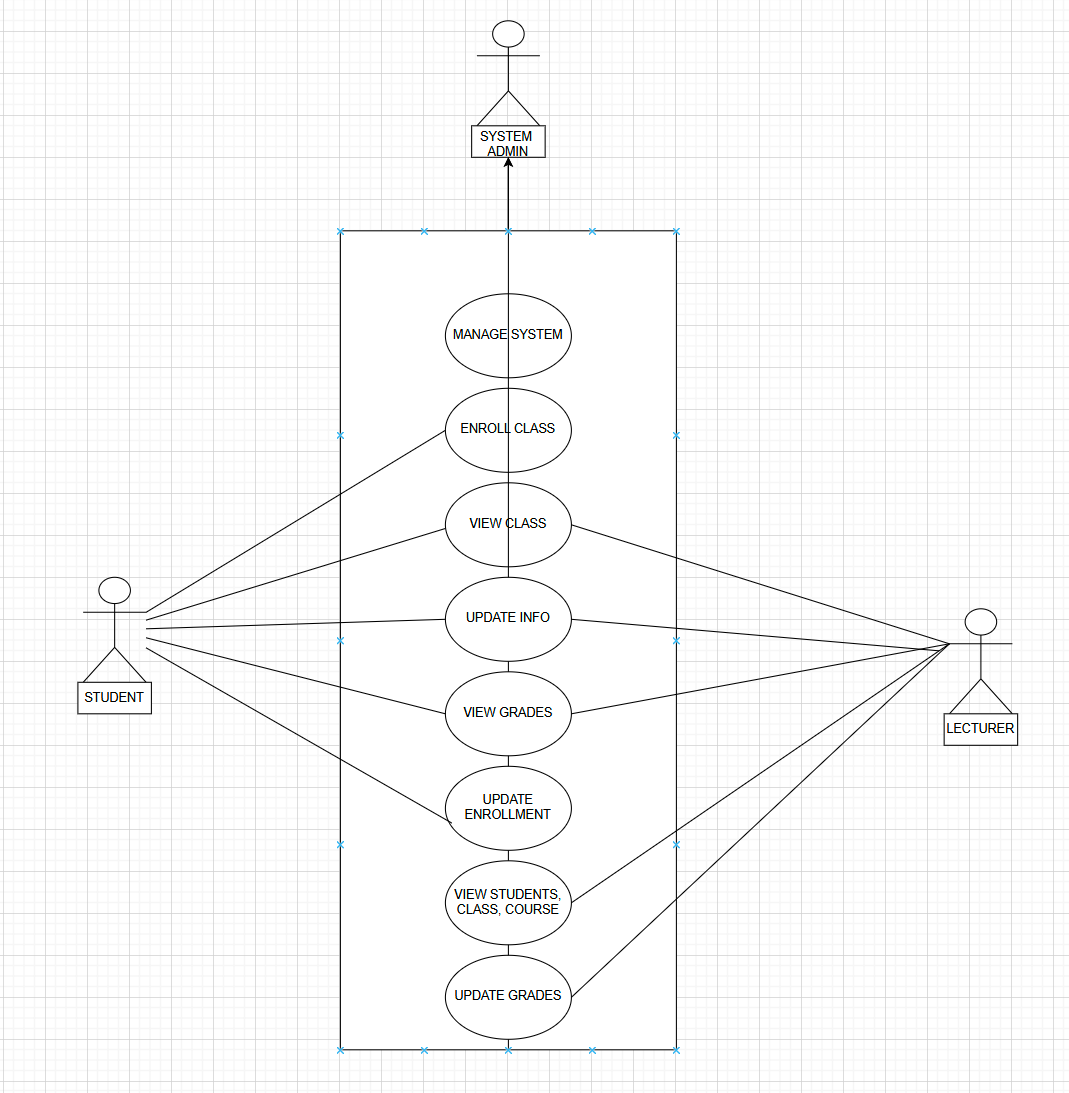 SYSTEM
ADMIN
MANAGE SYSTEM
ENROLL CLASS
VIEW CLASS
UPDATE INFO
STUDENT
VIEW GRADES
LECTURER
UPDATE
ENROLLMENT
VIEW STUDENTS,
CLASS, COURSE
UPDATE GRADES